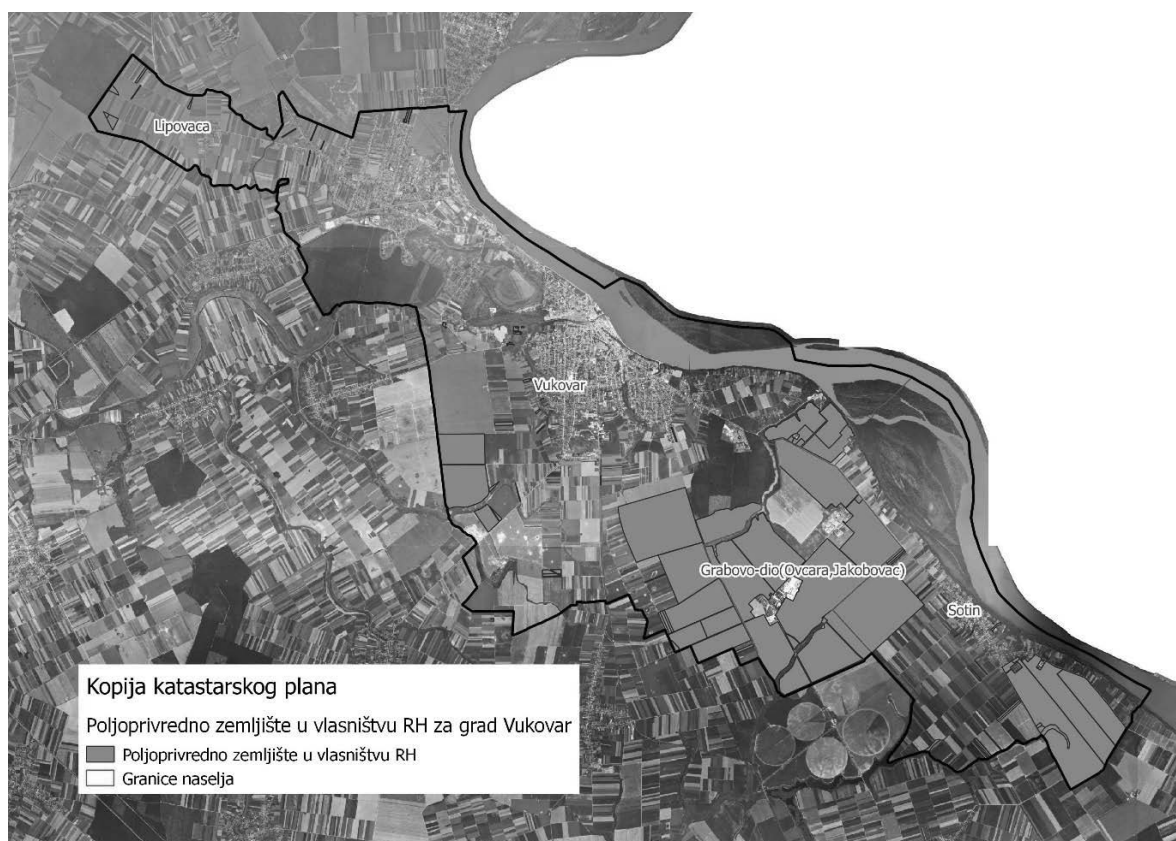 Lipovaca
Vukovar
Grabovo-dio(Ovcara,Jakobovac)
Sotin
Kopija katastarskog plana
Poljoprivredno zemljište u vlasništvu RH za grad Vukovar
Poljoprivredno zemljište u vlasništvu RH
Granice naselja